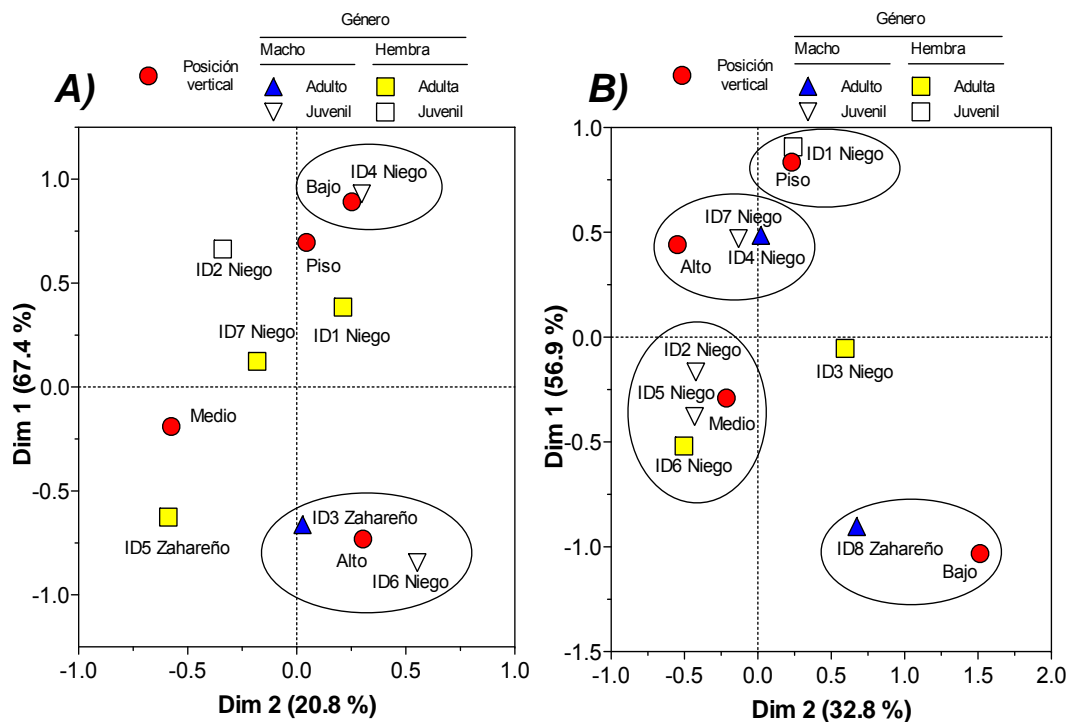 Género
Macho
Hembra
Posición
vertical
Adulto
Adulta
Juvenil
Juvenil
A)
1.0
0.5
0.0
-0.5
-1.0
-1.0
-0.5
0.0
0.5
1.0
Dim 1 (67.4 %)
Dim 2 (20.8 %)
ID4 Niego
Bajo
Piso
ID2 Niego
ID7 Niego
ID1 Niego
Medio
ID5 Zahareño
ID3 Zahareño
Alto
ID6 Niego
Género
Macho
Hembra
Posición
vertical
Adulto
Adulta
Juvenil
Juvenil
B)
1.0
0.5
0.0
-0.5
-1.0
-1.5
-1.0
-0.5
0.0
0.5
1.0
1.5
2.0
Dim 1 (56.9 %)
Dim 2 (32.8 %)
ID1 Niego
Piso
ID7 Niego
Alto
ID4 Niego
ID2 Niego
ID3 Niego
ID5 Niego
Medio
ID6 Niego
ID8 Zahareño
Bajo